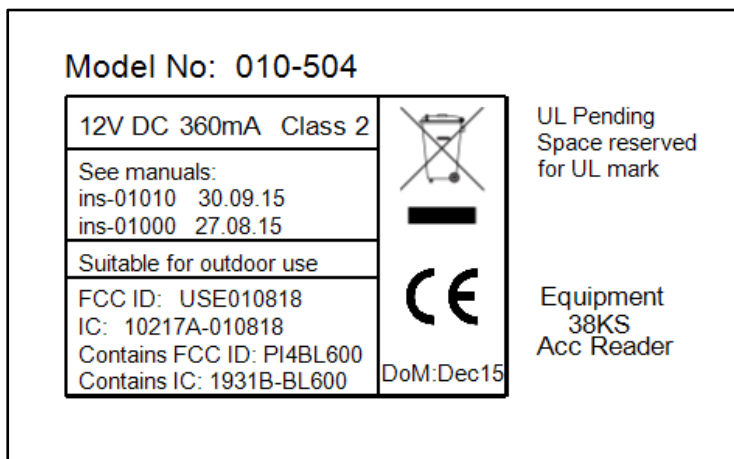 Model No: 010-504
12V DC 360mA Class 2
See manuals:
ins-01010 30.09.15
ins-01000 27.08.15
Suitable for outdoor use
FCC ID: USE010818
IC: 10217A-010818
Contains FCC ID: PI4BL600
Contains IC: 1931B-BL600
CE
DoM:Dec15
UL Pending
Space reserved
for UL mark
Equipment
38KS
Acc Reader